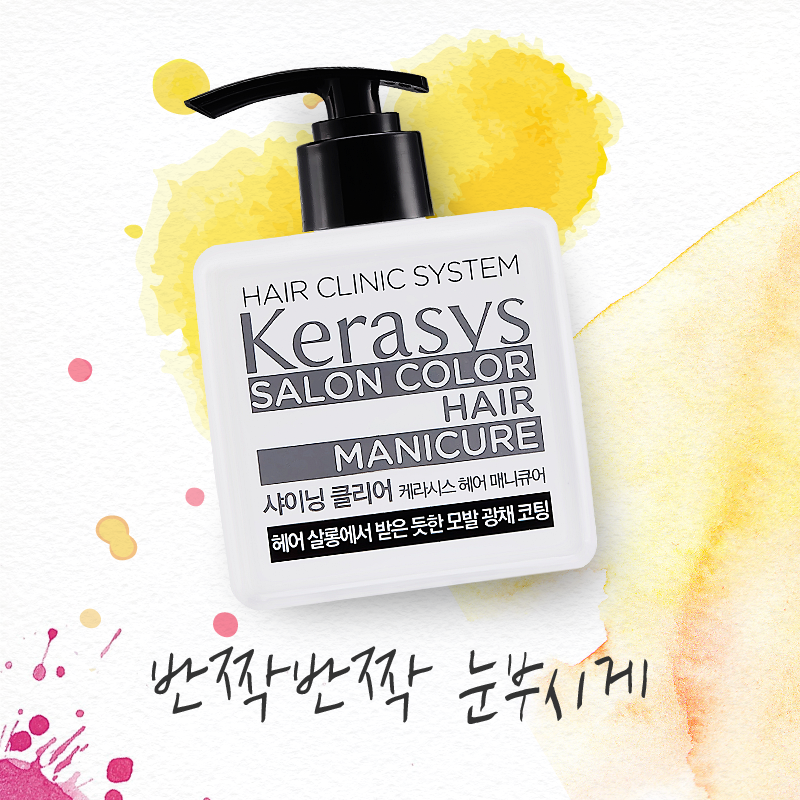 HAIR CLINIC SYSTEM
Kerasys
SALON COLOR
HAIR
MANICURE
샤이닝 클리어 케라시스 헤어 매니큐어
헤어 살롱에서 받은 듯한 모발 광채 코팅
반짝반짝 눈부시게